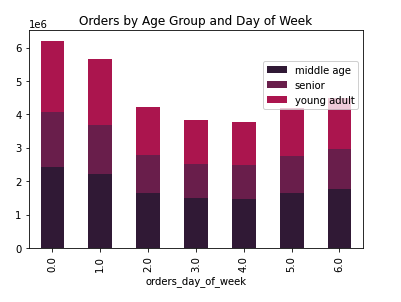 Orders by Age Group and Day of Week
1e6
6
5
4
3
2
1
0
middle age
senior
young adult
0.0
1.0
2.0
3.0
4.0
5.0
6.0
orders_day_of_week